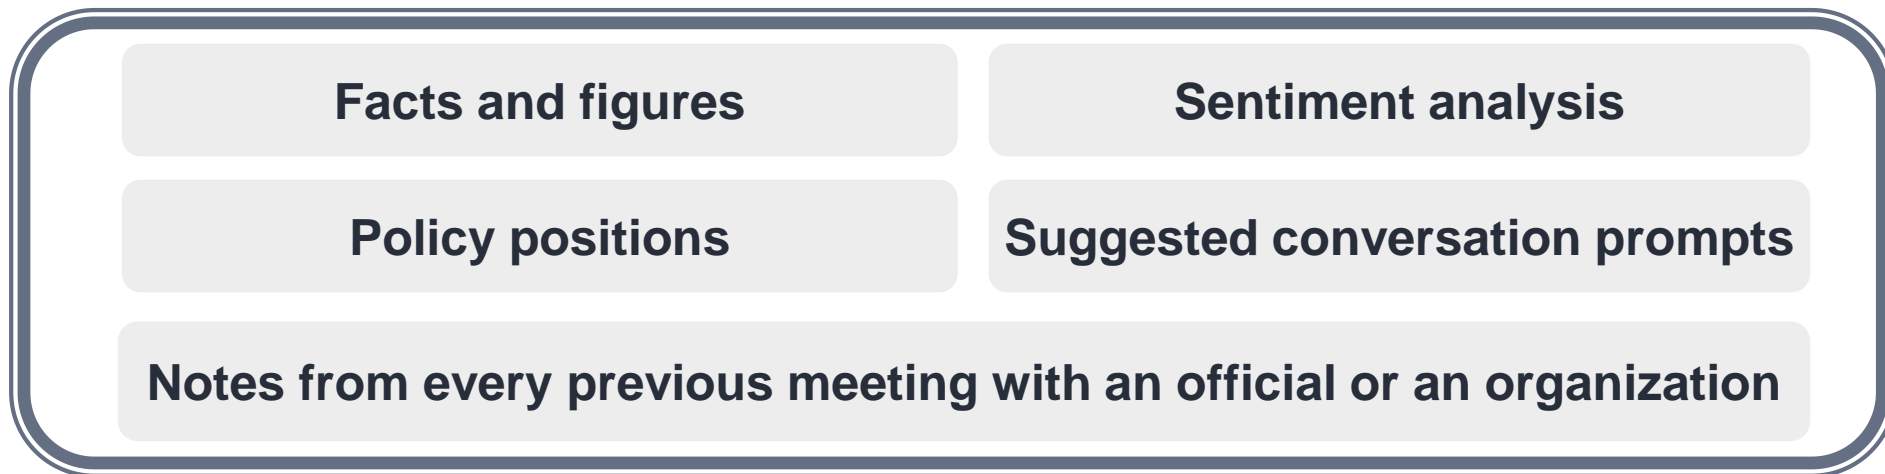 Facts and figures
Sentiment analysis
Policy positions
Suggested conversation prompts
Notes from every previous meeting with an official or an organization